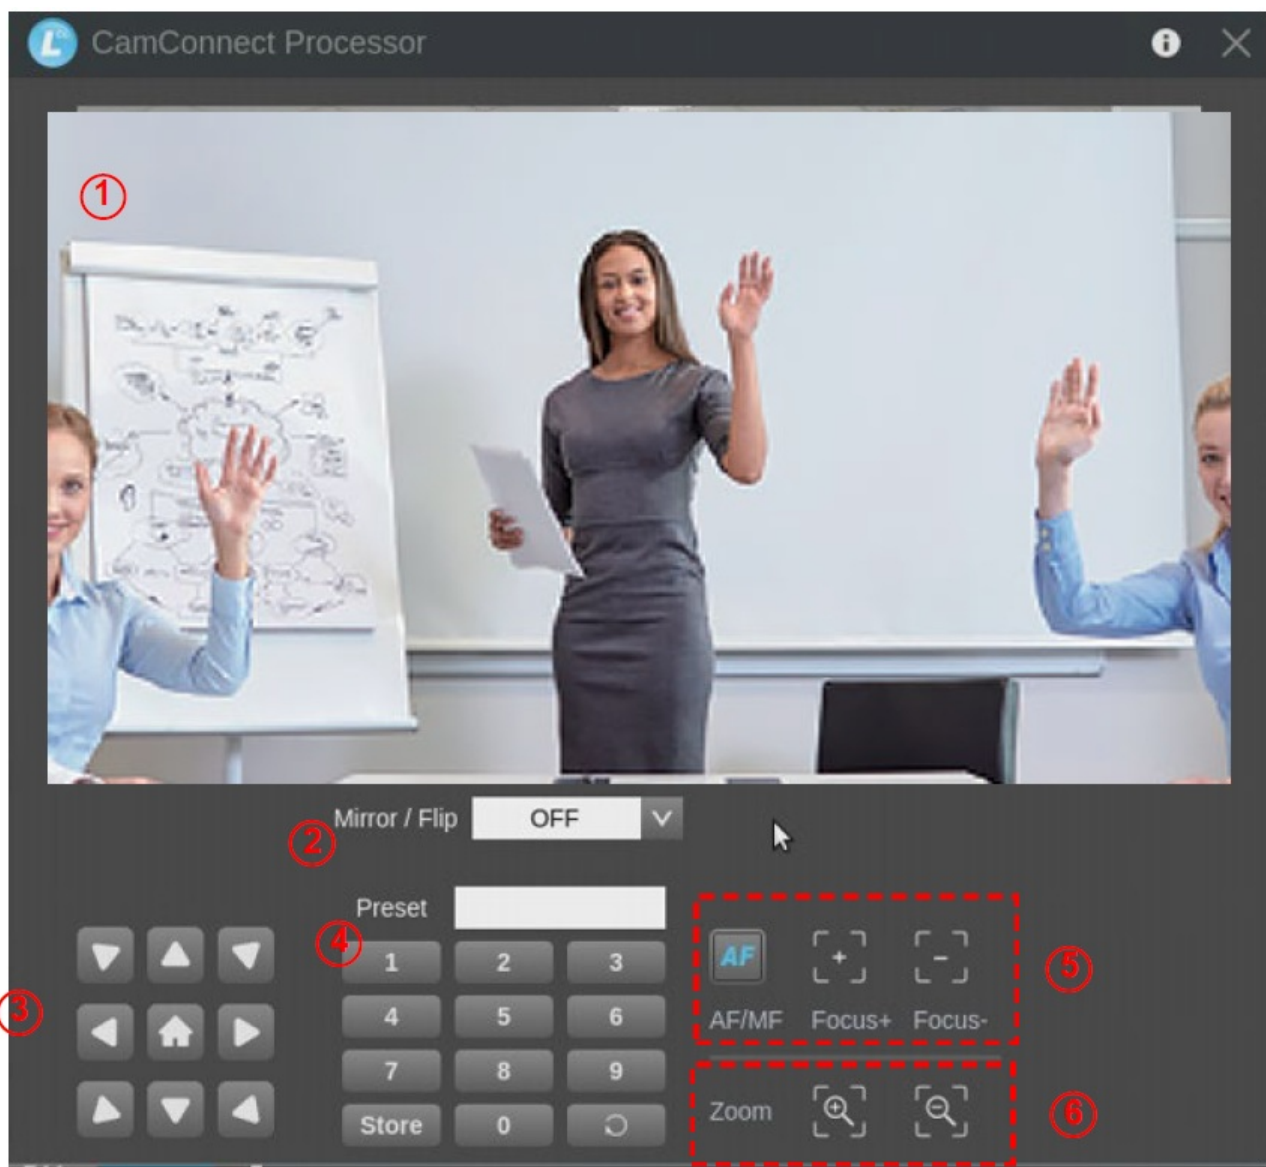 CamConnect Processor
1
2
Mirror / Flip OFF
Preset
4
1 2 3
5
3
4 5 6
AF
AF/MF Focus+ Focus-
7 8 9
Zoom
6
Store 0